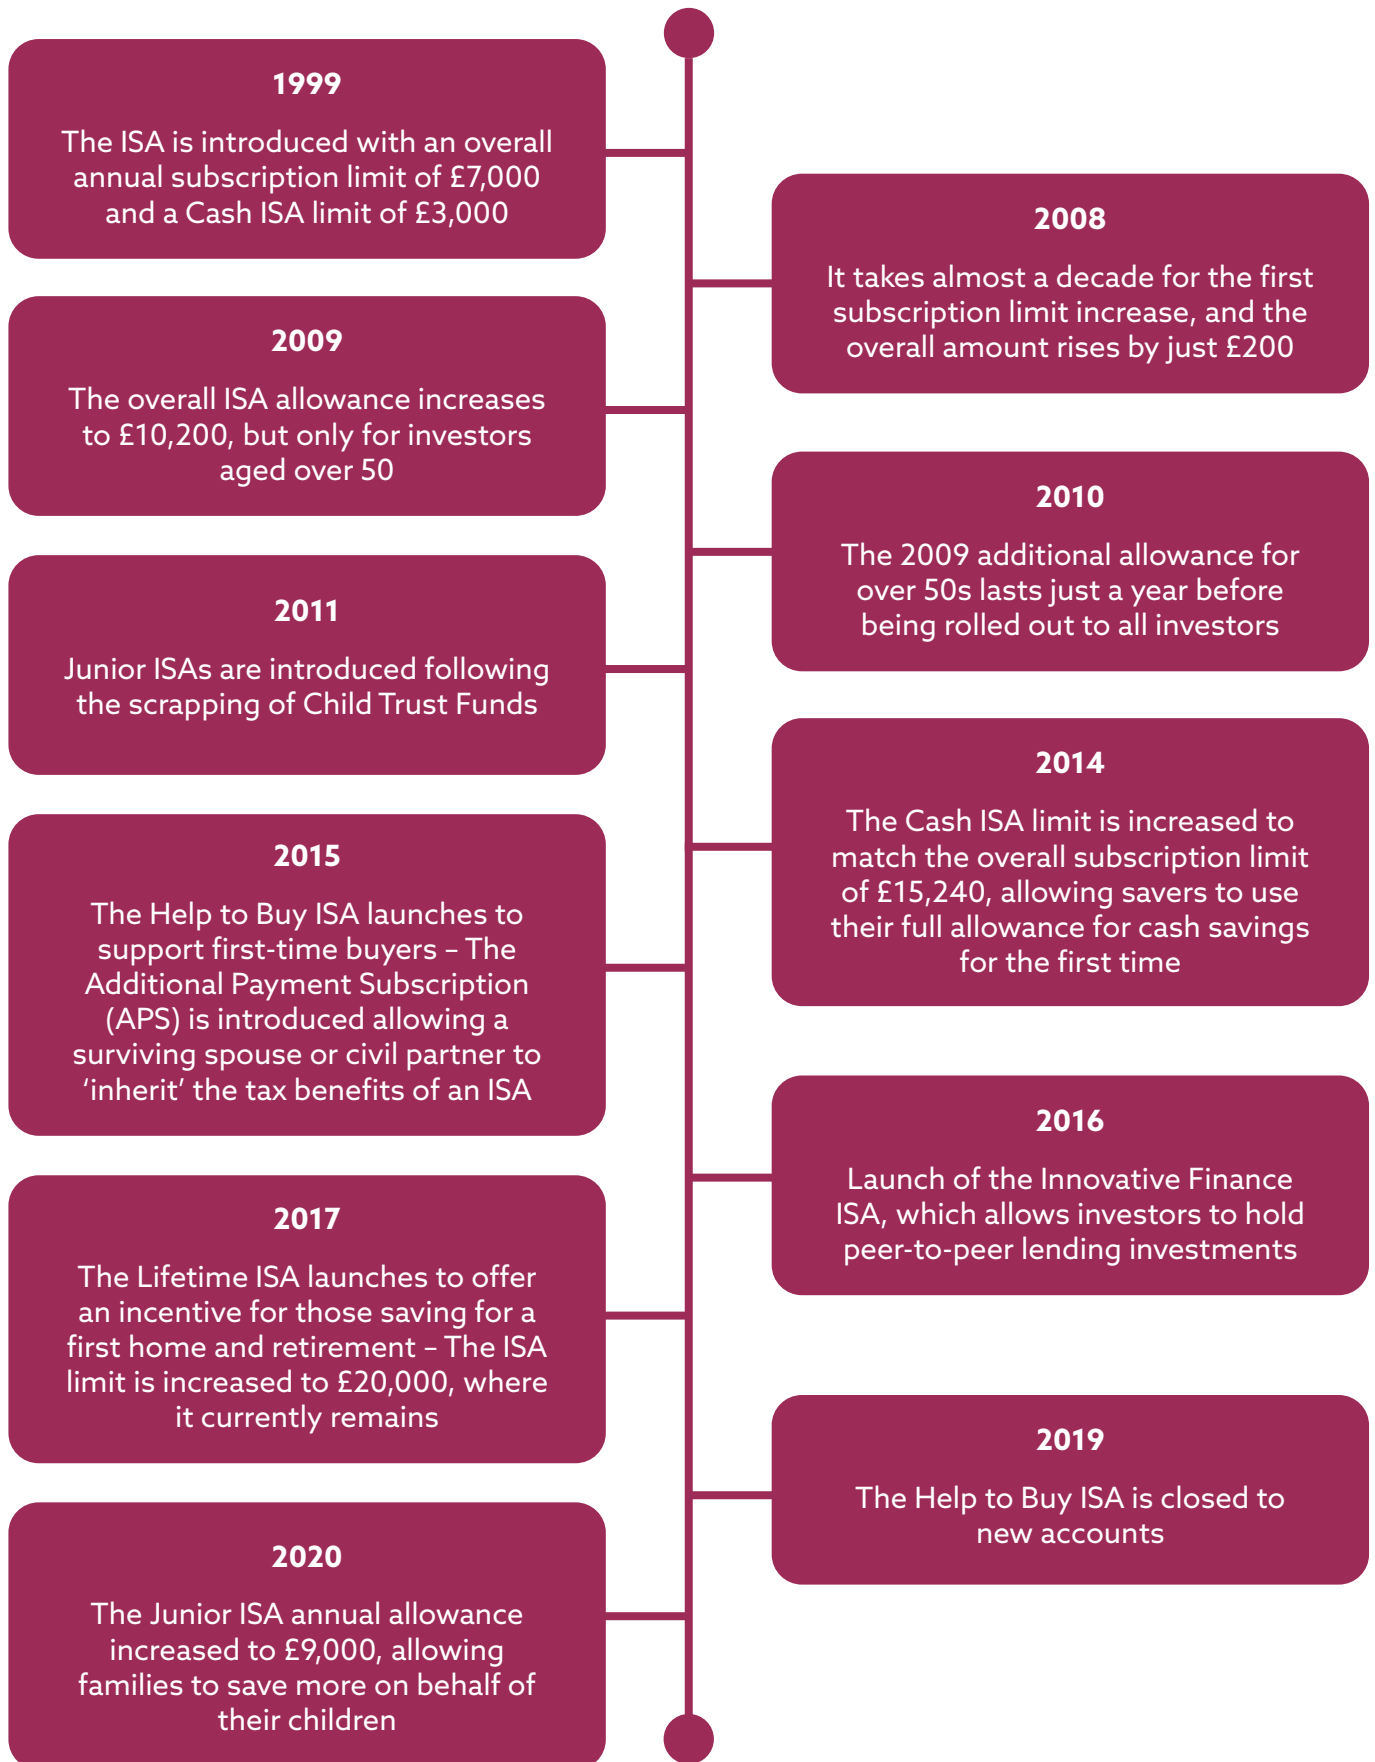 1999
The ISA is introduced with an overall
annual subscription limit of £7,000
and a Cash ISA limit of £3,000
2008
It takes almost a decade for the first
subscription limit increase, and the
overall amount rises by just £200
2009
The overall ISA allowance increases
to £10,200, but only for investors
aged over 50
2010
The 2009 additional allowance for
over 50s lasts just a year before
being rolled out to all investors
2011
Junior ISAs are introduced following
the scrapping of Child Trust Funds
2014
The Cash ISA limit is increased to
match the overall subscription limit
of £15,240, allowing savers to use
their full allowance for cash savings
for the first time
2015
The Help to Buy ISA launches to
support first-time buyers – The
Additional Payment Subscription
(APS) is introduced allowing a
surviving spouse or civil partner to
‘inherit’ the tax benefits of an ISA
2016
Launch of the Innovative Finance
ISA, which allows investors to hold
peer-to-peer lending investments
2017
The Lifetime ISA launches to offer
an incentive for those saving for a
first home and retirement – The ISA
limit is increased to £20,000, where
it currently remains
2019
The Help to Buy ISA is closed to
new accounts
2020
The Junior ISA annual allowance
increased to £9,000, allowing
families to save more on behalf of
their children